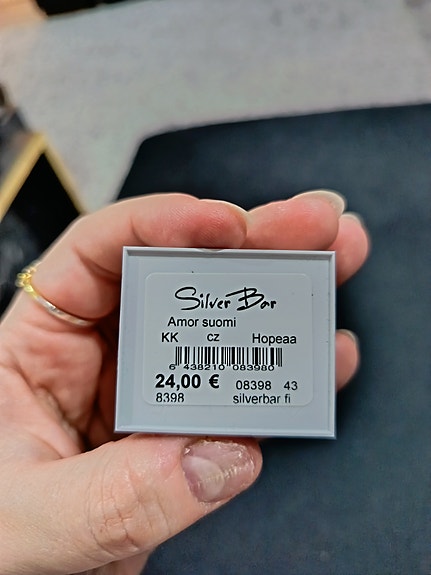 Silver Bar
Amor suomi
KK cz Hopeaa
6 438210 083980
24,00 € 08398 43
8398 silverbar fi